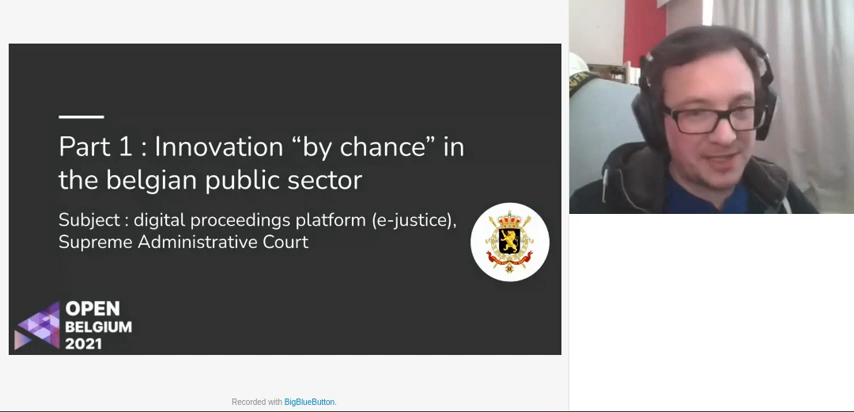 Part 1 : Innovation “by chance” in
the belgian public sector
Subject : digital proceedings platform (e-justice),
Supreme Administrative Court
OPEN
BELGIUM
2021
Recorded with BigBlueButton.